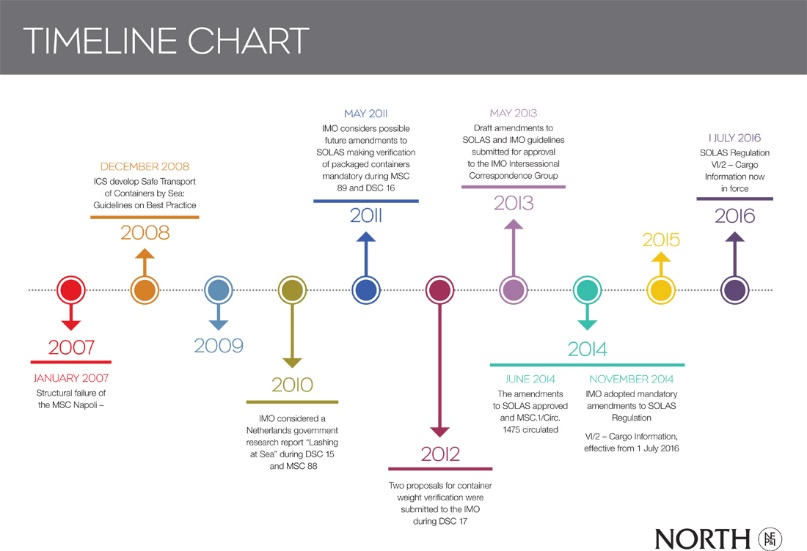 TIMELINE CHART
JANUARY 2007
2007
Structural failure of
the MSC Napoli –
DECEMBER 2008
ICS develop Safe Transport
of Containers by Sea:
Guidelines on Best Practice
2008
2009
2010
IMO considered a
Netherlands government
research report "Lashing
at Sea" during DSC 15
and MSC 88
MAY 2011
IMO considers possible
future amendments to
SOLAS making verification
of packaged containers
mandatory during MSC
89 and DSC 16
2011
2012
Two proposals for container
weight verification were
submitted to the IMO
during DSC 17
MAY 2013
Draft amendments to
SOLAS and IMO guidelines
submitted for approval
to the IMO Intersessional
Correspondence Group
2013
2014
JUNE 2014
The amendments
to SOLAS approved
and MSC.1/Circ.
1475 circulated
NOVEMBER 2014
IMO adopted mandatory
amendments to SOLAS
Regulation
VI/2 – Cargo Information,
effective from 1 July 2016
2015
1 JULY 2016
SOLAS Regulation
VI/2 – Cargo
Information now
in force
2016
NORTH